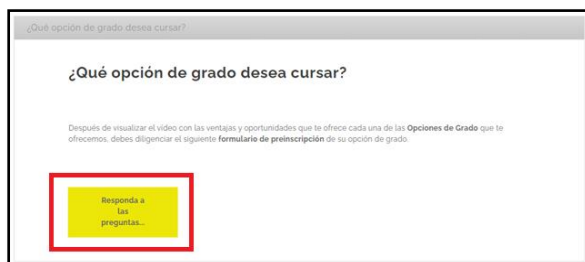 ¿Qué opción de grado desea cursar?
¿Qué opción de grado desea cursar?
Después de visualizar el video con las ventajas y oportunidades que te ofrece cada una de las Opciones de Grado que te
ofrecemos, debes diligenciar el siguiente formulario de preinscripción de su opción de grado.
Responda a
las
preguntas...